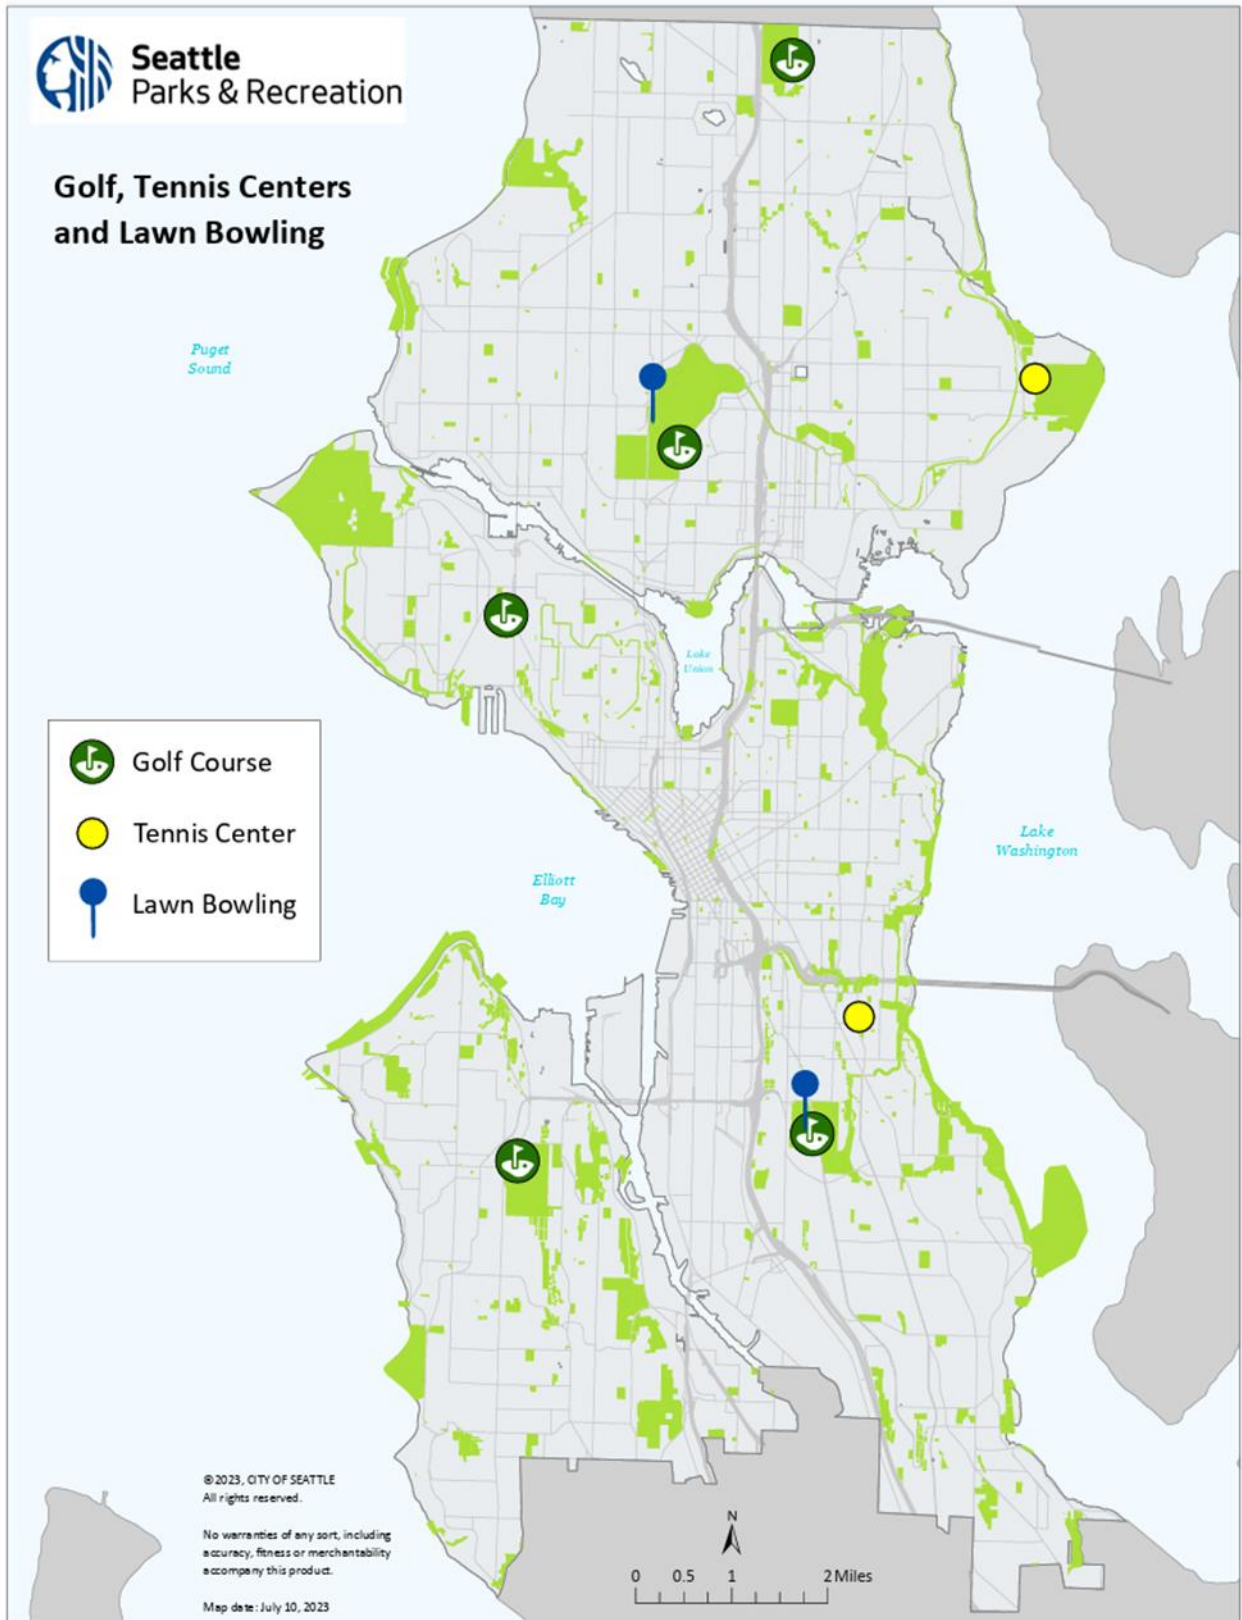 Seattle
Parks & Recreation
Golf, Tennis Centers
and Lawn Bowling
Puget
Sound
Lake
Union
Golf Course
Tennis Center
Lawn Bowling
Lake
Washington
Elliott
Bay
©2023, CITY OF SEATTLE
All rights reserved.
No warranties of any sort, including
accuracy, fitness or merchantability
accompany this product.
Map date: July 10, 2023
N
0 0.5 1 2 Miles